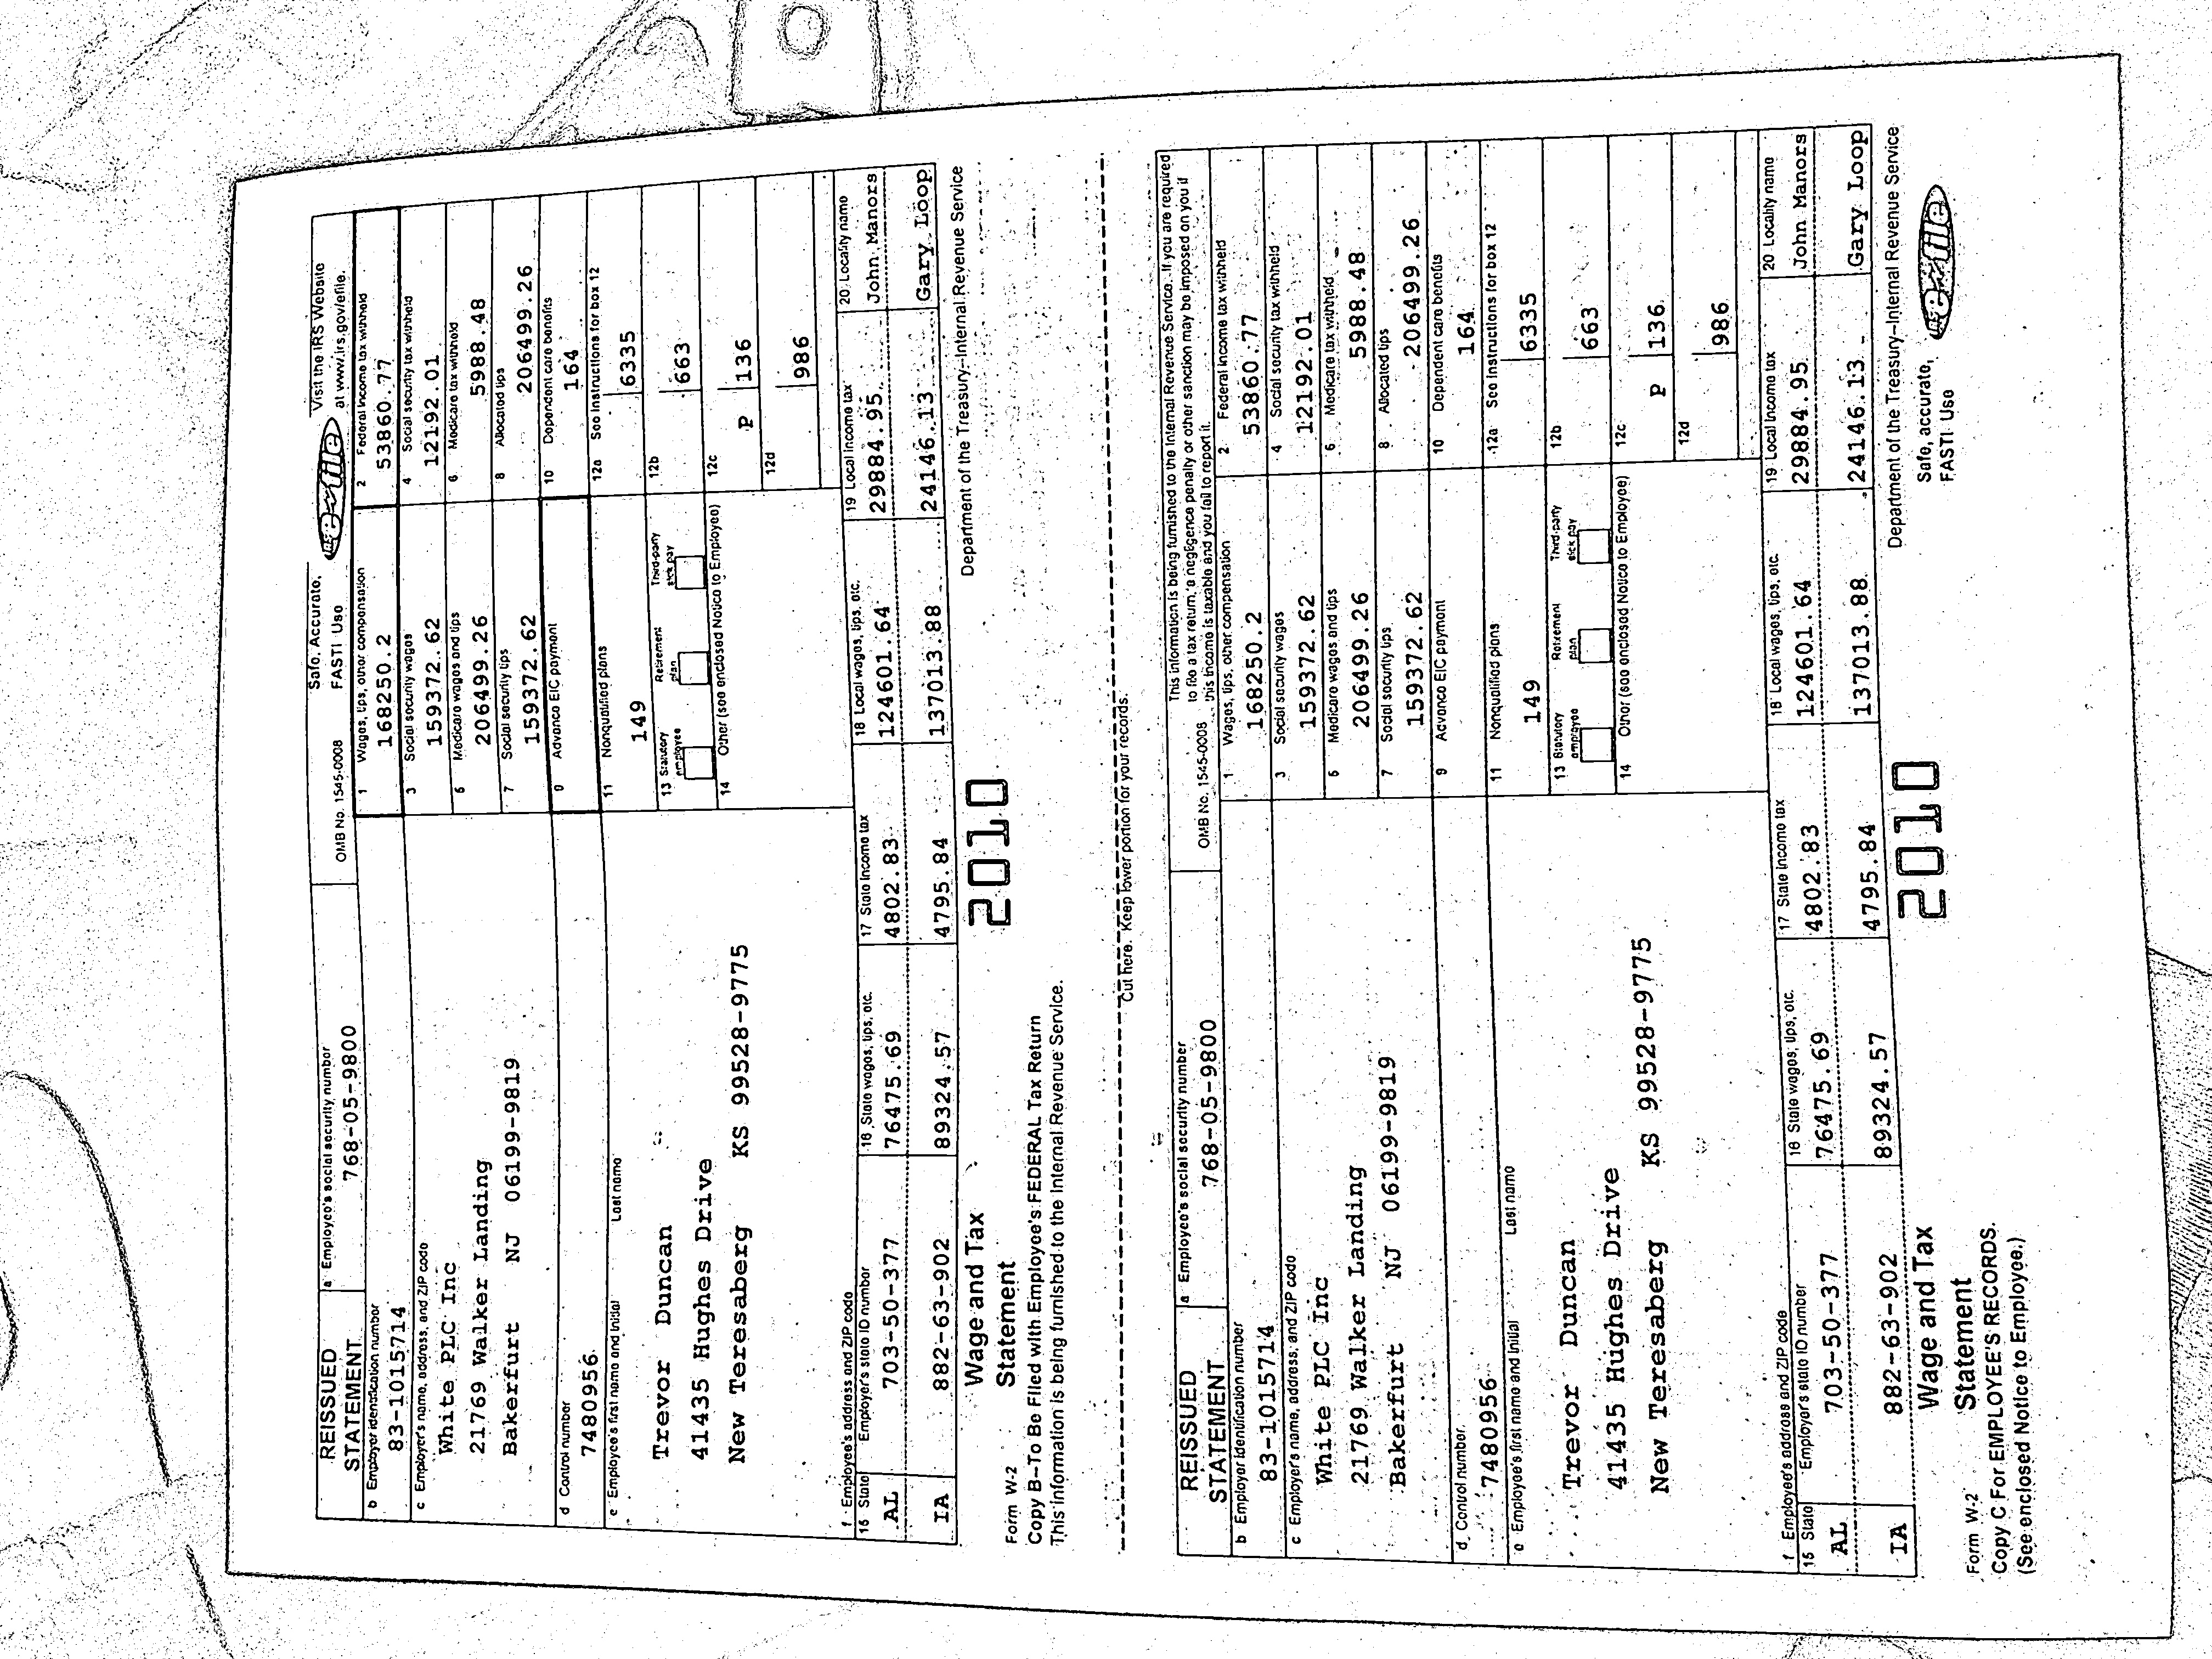 REISSUED STATEMENT
a Employee's social security number
768-05-9800
OMB No. 1545-0008
Safe, Accurate, FAST! Use
IRS e-file
Visit the IRS Website at www.irs.gov/efile.
b Employer identification number
83-1015714
1 Wages, tips, other compensation
168250.2
2 Federal income tax withheld
53860.77
c Employer's name, address, and ZIP code
White PLC Inc
21769 Walker Landing
Bakerfurt NJ 06199-9819
3 Social security wages
159372.62
4 Social security tax withheld
12192.01
5 Medicare wages and tips
206499.26
6 Medicare tax withheld
5988.48
7 Social security tips
159372.62
8 Allocated tips
206499.26
d Control number
7480956
9 Advance EIC payment
10 Dependent care benefits
164
e Employee's first name and initial Last name
Trevor Duncan
41435 Hughes Drive
New Teresaberg KS 99528-9775
11 Nonqualified plans
149
12a See instructions for box 12
6335
13 Statutory employee
Retirement plan
Third-party sick pay
12b
663
14 Other (see enclosed Notice to Employee)
12c
P 136
12d
986
f Employee's address and ZIP code
15 State Employer's state ID number
16 State wages, tips, etc.
17 State income tax
18 Local wages, tips, etc.
19 Local income tax
20 Locality name
AL 703-50-377 76475.69 4802.83 124601.64 29884.95 John Manors
IA 882-63-902 89324.57 4795.84 137013.88 24146.13 Gary Loop
Wage and Tax
Form W-2 Statement
2010
Department of the Treasury-Internal Revenue Service
Copy B-To Be Filed with Employee's FEDERAL Tax Return
This information is being furnished to the Internal Revenue Service.
Cut here. Keep lower portion for your records.
REISSUED STATEMENT
a Employee's social security number
768-05-9800
OMB No. 1545-0008
This information is being furnished to the Internal Revenue Service. If you are required
to file a tax return, a negligence penalty or other sanction may be imposed on you if
this income is taxable and you fail to report it.
b Employer identification number
83-1015714
1 Wages, tips, other compensation
168250.2
2 Federal income tax withheld
53860.77
c Employer's name, address, and ZIP code
White PLC Inc
21769 Walker Landing
Bakerfurt NJ 06199-9819
3 Social security wages
159372.62
4 Social security tax withheld
12192.01
5 Medicare wages and tips
206499.26
6 Medicare tax withheld
5988.48
7 Social security tips
159372.62
8 Allocated tips
206499.26
d Control number
7480956
9 Advance EIC payment
10 Dependent care benefits
164
e Employee's first name and initial Last name
Trevor Duncan
41435 Hughes Drive
New Teresaberg KS 99528-9775
11 Nonqualified plans
149
12a See instructions for box 12
6335
13 Statutory employee
Retirement plan
Third-party sick pay
12b
663
14 Other (see enclosed Notice to Employee)
12c
P 136
12d
986
f Employee's address and ZIP code
15 State Employer's state ID number
16 State wages, tips, etc.
17 State income tax
18 Local wages, tips, etc.
19 Local income tax
20 Locality name
AL 703-50-377 76475.69 4802.83 124601.64 29884.95 John Manors
IA 882-63-902 89324.57 4795.84 137013.88 24146.13 Gary Loop
Wage and Tax
Form W-2 Statement
2010
Department of the Treasury-Internal Revenue Service
Copy C For EMPLOYEE'S RECORDS.
(See enclosed Notice to Employee.)
Safe, accurate,
FAST! Use
IRS e-file